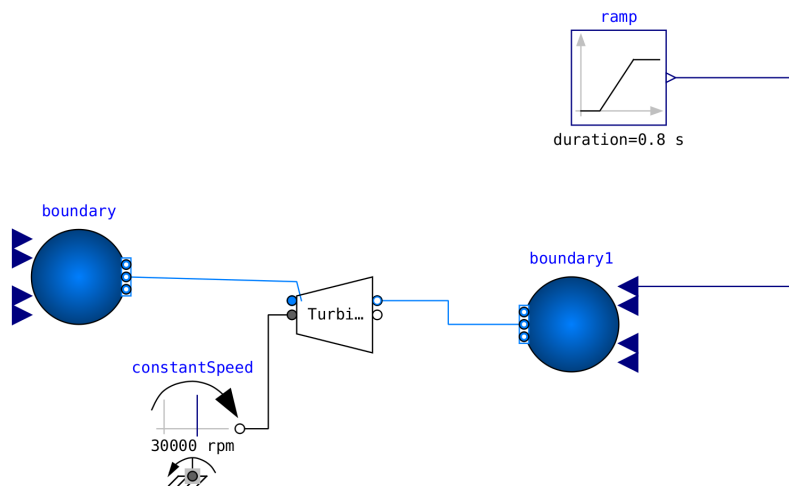 ramp
duration=0.8 s
boundary
boundary1
Turbi…
constantSpeed
30000 rpm